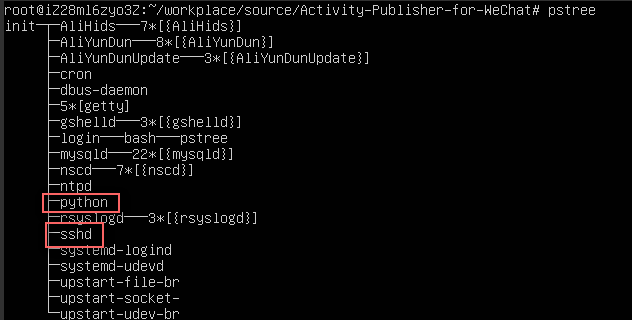 root@iZ28ml6zyo3Z:~/workplace/source/Activity-Publisher-for-WeChat# pstree
init─┬─AliHids───7*[{AliHids}]
     ├─AliYunDun───8*[{AliYunDun}]
     ├─AliYunDunUpdate───3*[{AliYunDunUpdate}]
     ├─cron
     ├─dbus-daemon
     ├─5*[getty]
     ├─gshelld───3*[{gshelld}]
     ├─login───bash───pstree
     ├─mysqld───22*[{mysqld}]
     ├─nscd───7*[{nscd}]
     ├─ntpd
     ├─python
     ├─rsyslogd───3*[{rsyslogd}]
     ├─sshd
     ├─systemd-logind
     ├─systemd-udevd
     ├─upstart-file-br
     ├─upstart-socket-
     └─upstart-udev-br